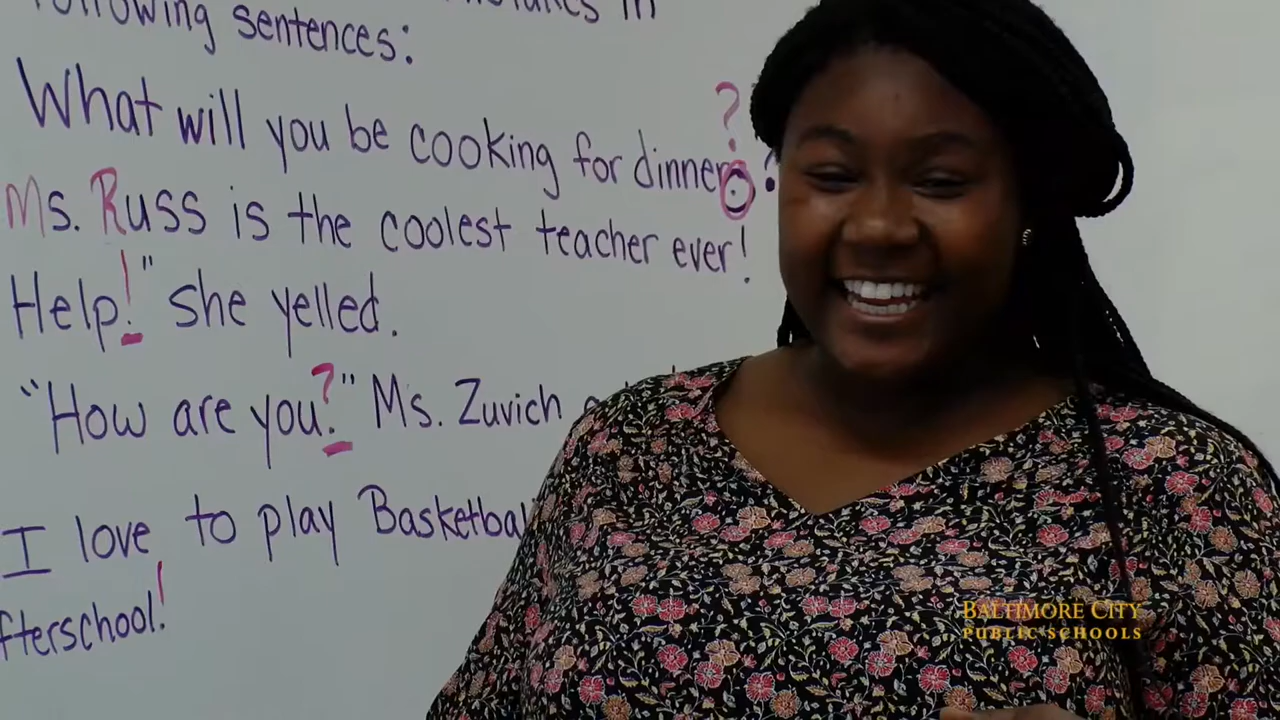 following sentences:
What will you be cooking for dinner?
Ms. Russ is the coolest teacher ever!
Help!" she yelled.
"How are you?" Ms. Zuvich
I love to play Basketbal
fterschool!
BALTIMORE CITY
PUBLIC SCHOOLS